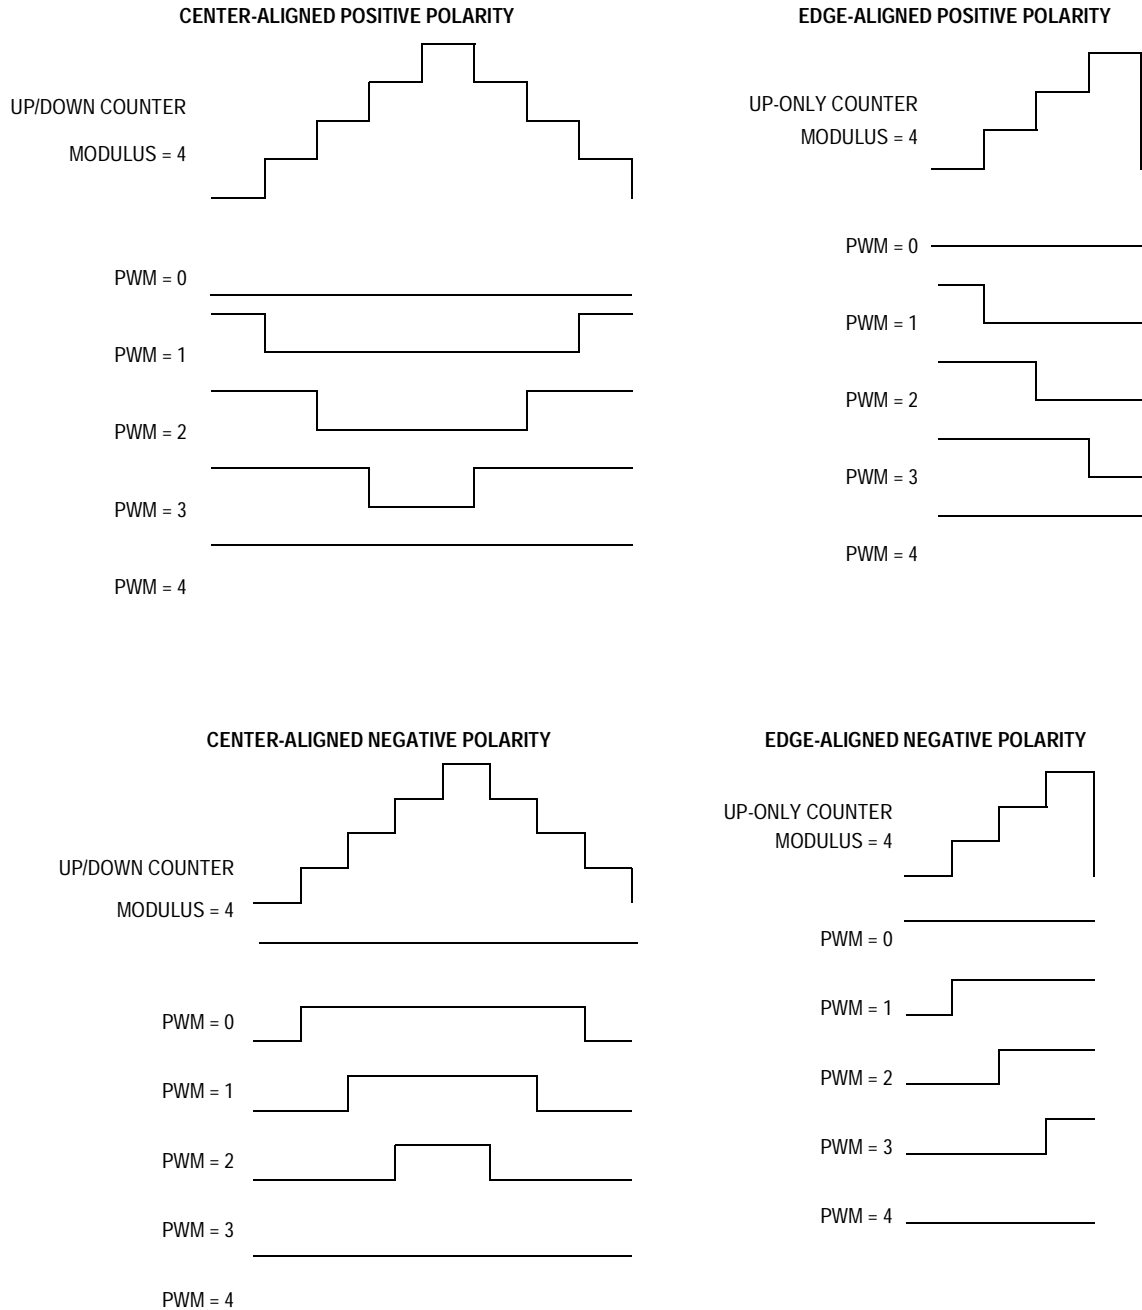 CENTER-ALIGNED POSITIVE POLARITY
UP/DOWN COUNTER
MODULUS = 4
PWM = 0
PWM = 1
PWM = 2
PWM = 3
PWM = 4
EDGE-ALIGNED POSITIVE POLARITY
UP-ONLY COUNTER
MODULUS = 4
PWM = 0
PWM = 1
PWM = 2
PWM = 3
PWM = 4
CENTER-ALIGNED NEGATIVE POLARITY
UP/DOWN COUNTER
MODULUS = 4
PWM = 0
PWM = 1
PWM = 2
PWM = 3
PWM = 4
EDGE-ALIGNED NEGATIVE POLARITY
UP-ONLY COUNTER
MODULUS = 4
PWM = 0
PWM = 1
PWM = 2
PWM = 3
PWM = 4